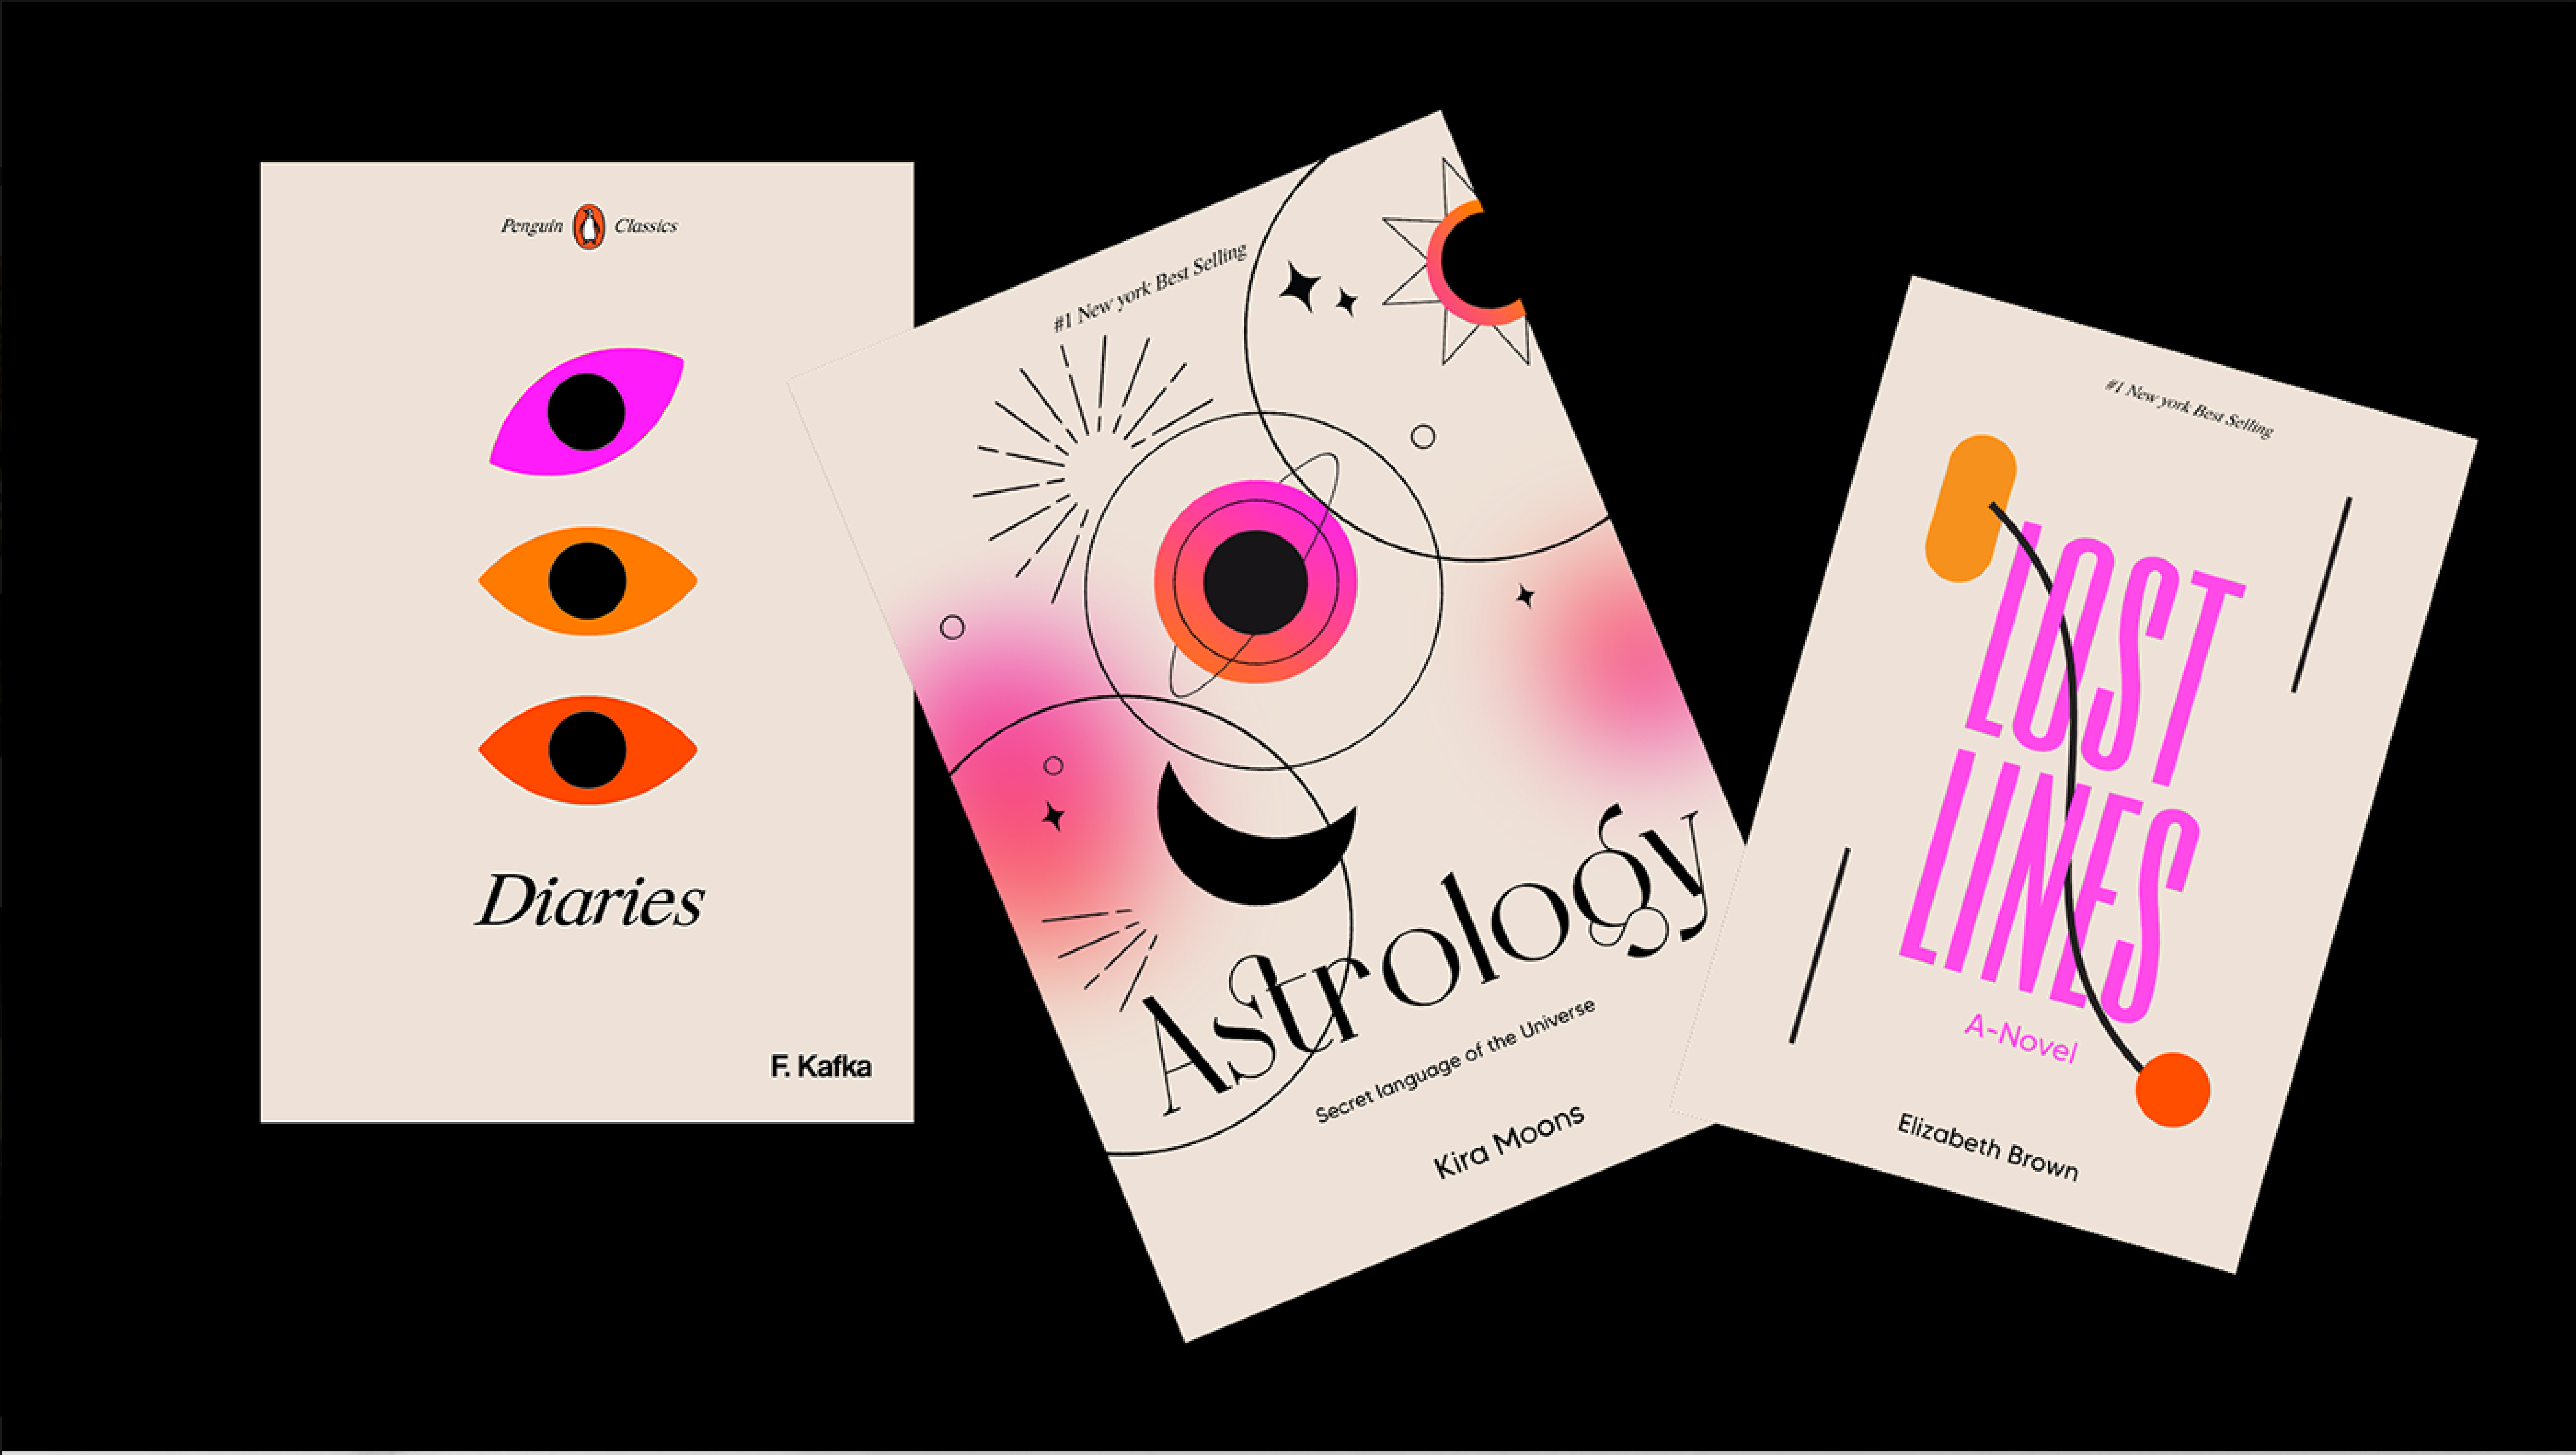 Penguin Classics
Diaries
F. Kafka
#1 New york Best Selling
Astrology
Secret language of the Universe
Kira Moons
#1 New york Best Selling
LOST
LINES
A-Novel
Elizabeth Brown